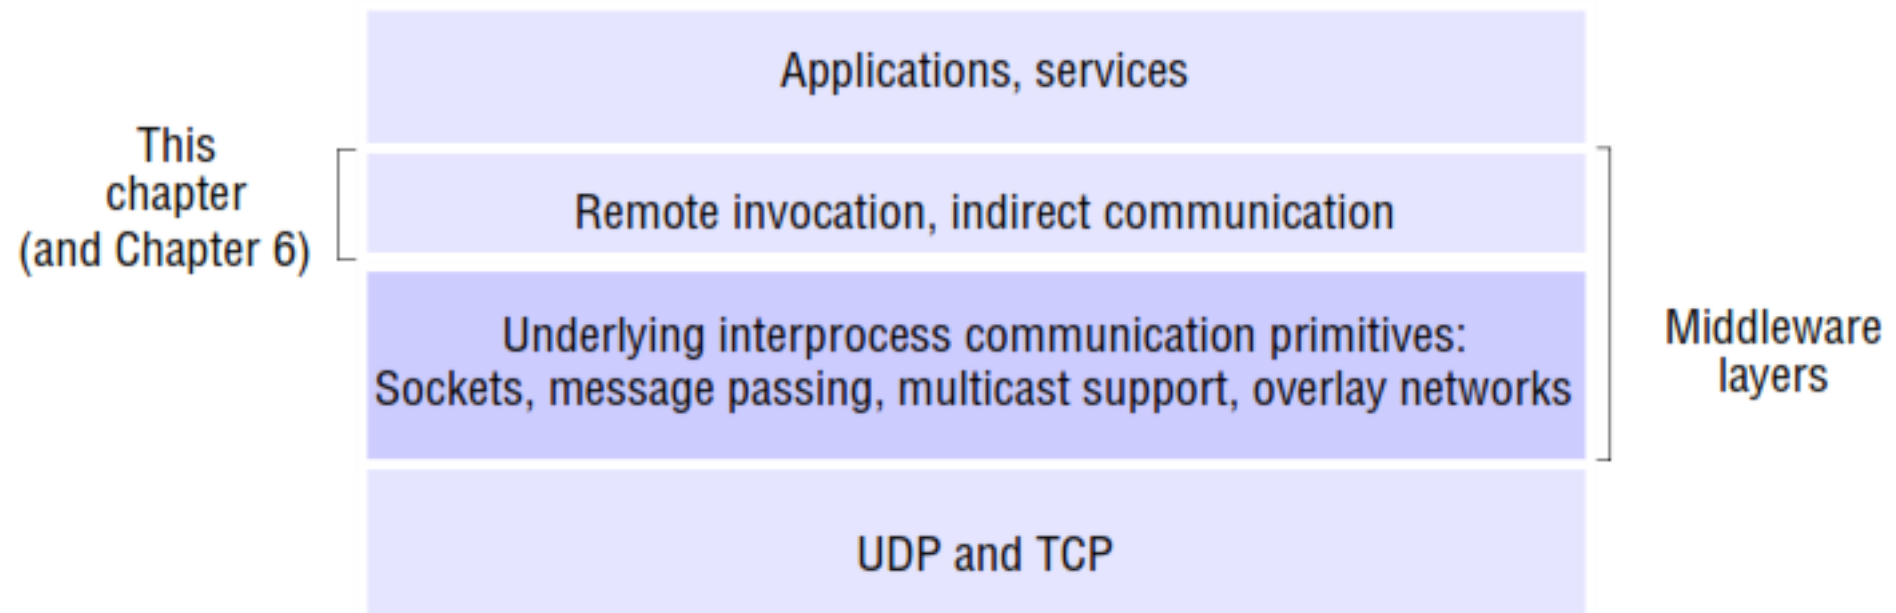 Applications, services
This
chapter
(and Chapter 6)
Remote invocation, indirect communication
Underlying interprocess communication primitives:
Sockets, message passing, multicast support, overlay networks
Middleware
layers
UDP and TCP